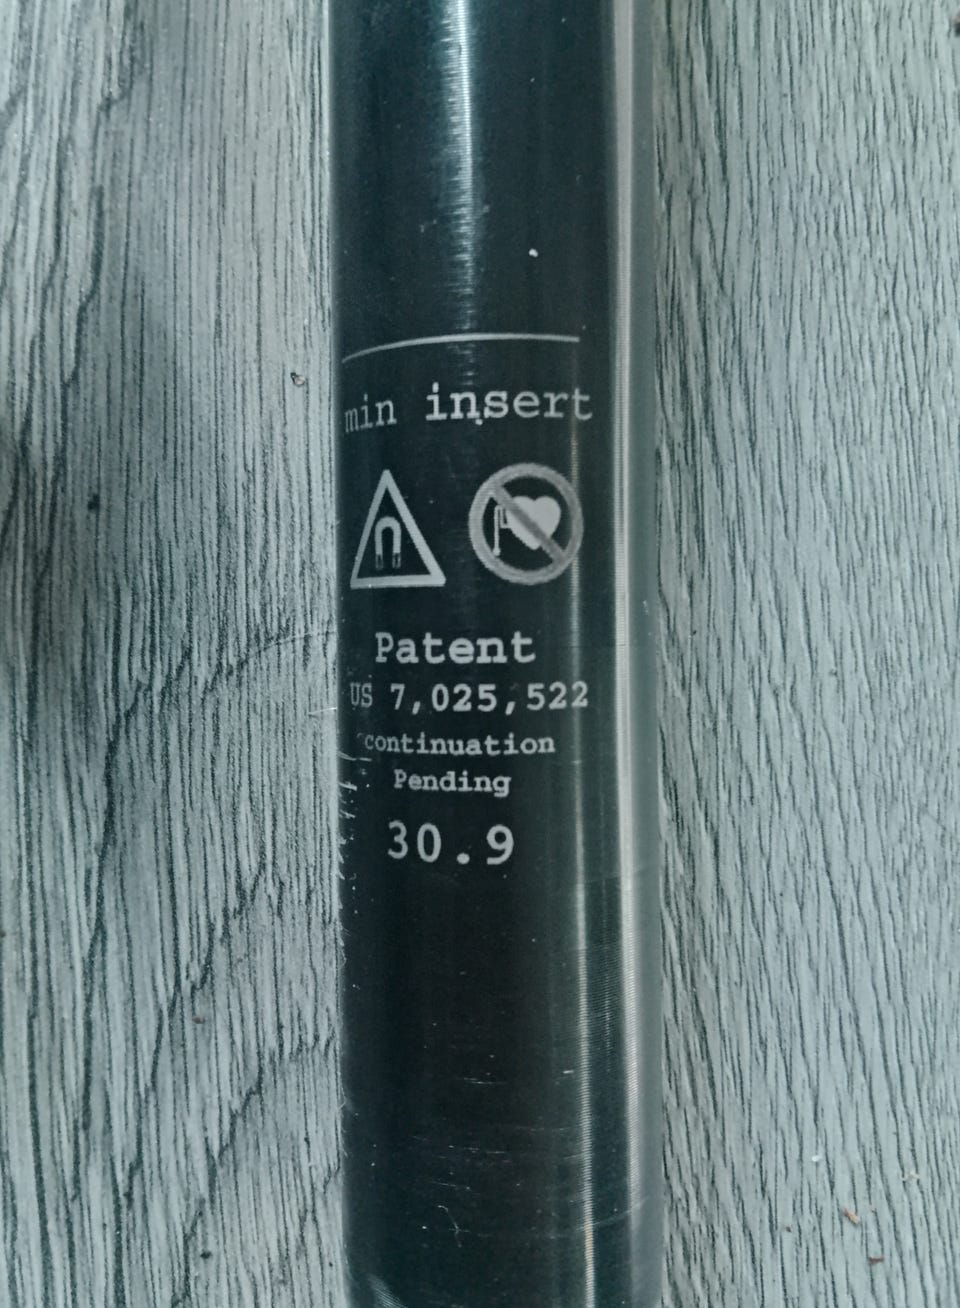 min insert
Patent
US 7,025,522
continuation
Pending
30.9